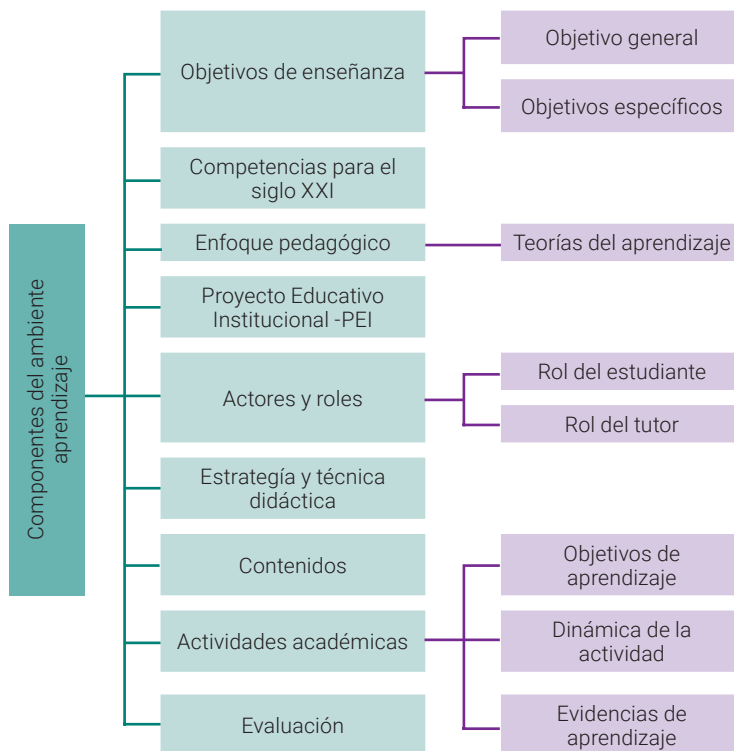 Componentes del ambiente
aprendizaje
Objetivos de enseñanza
Objetivo general
Objetivos específicos
Competencias para el
siglo XXI
Enfoque pedagógico
Teorías del aprendizaje
Proyecto Educativo
Institucional -PEI
Actores y roles
Rol del estudiante
Rol del tutor
Estrategía y técnica
didáctica
Contenidos
Actividades académicas
Objetivos de
aprendizaje
Dinámica de la
actividad
Evidencias de
aprendizaje
Evaluación